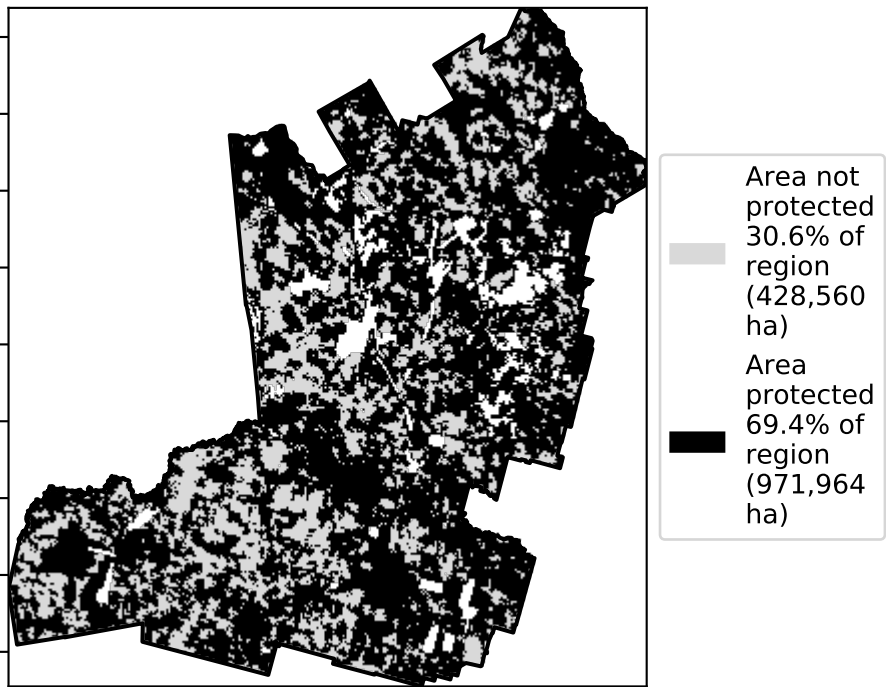 Area not
protected
30.6% of
region
(428,560
ha)
Area
protected
69.4% of
region
(971,964
ha)